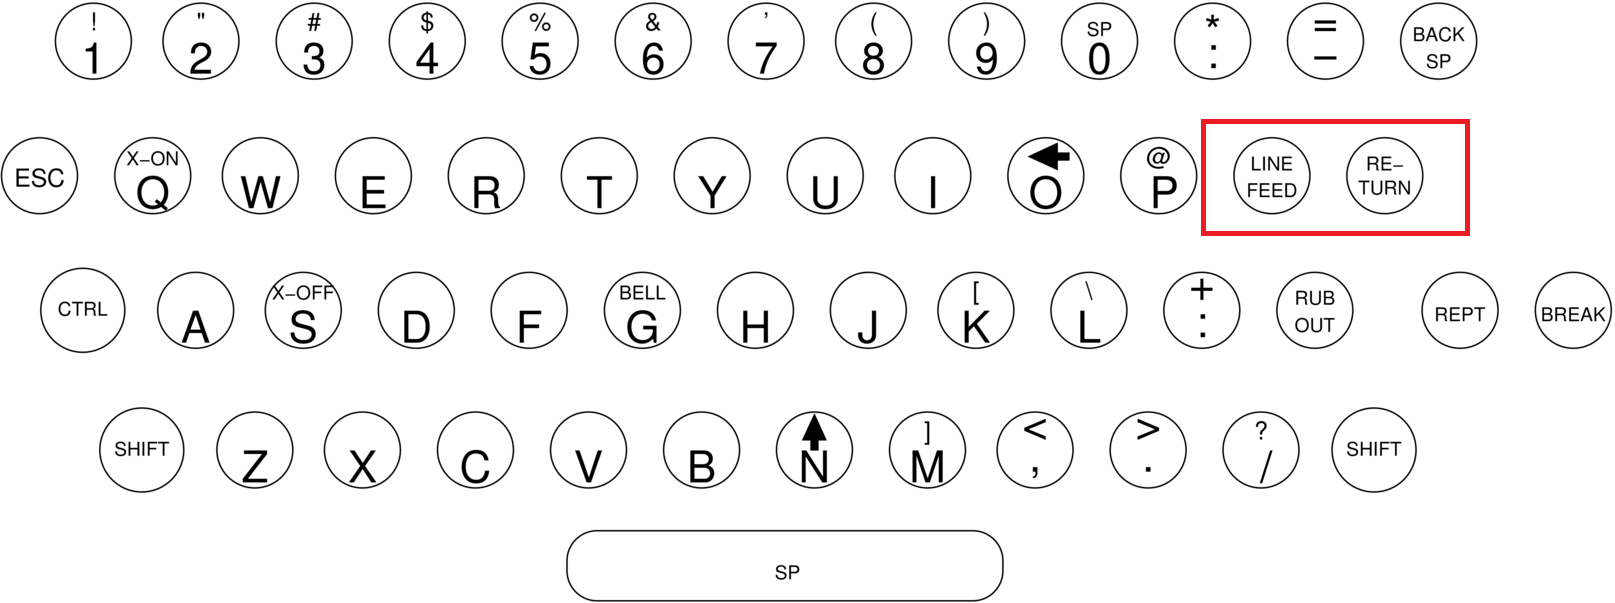 ! " # $ % & ' ( ) SP * = BACK
1 2 3 4 5 6 7 8 9 0 : – SP
X–ON @ LINE RE–
ESC Q W E R T Y U I O P FEED TURN
X–OFF BELL [ \ + RUB
CTRL A S D F G H J K L : OUT REPT BREAK
] < > ?
SHIFT Z X C V B N M , . / SHIFT
SP